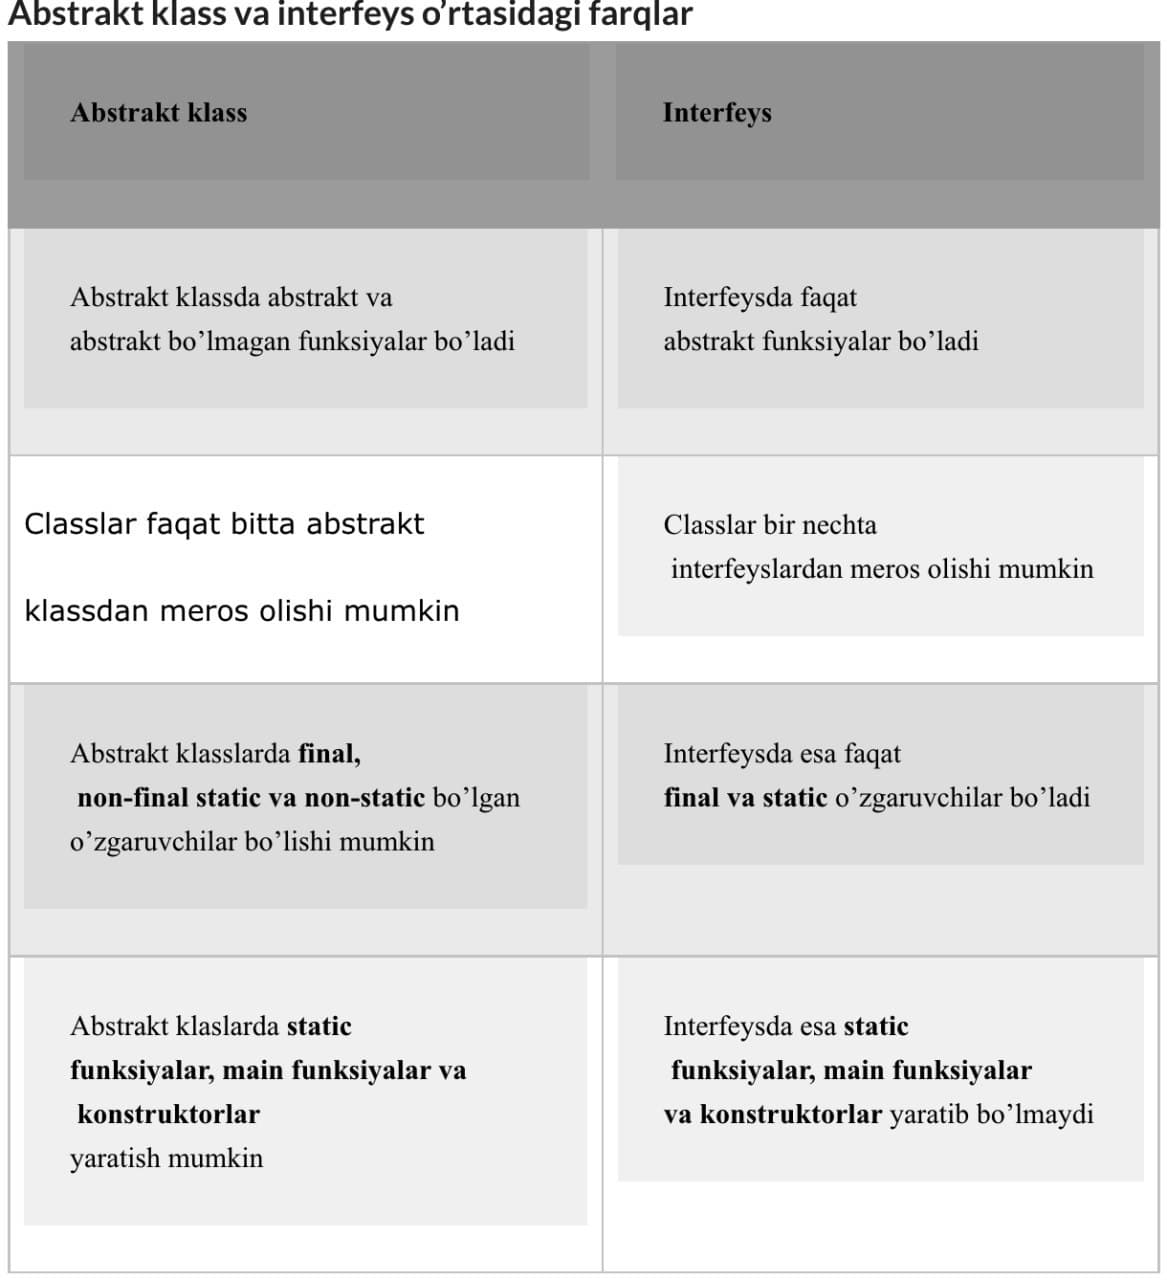 Abstrakt klass va interfeys o’rtasidagi farqlar
Abstrakt klass
Interfeys
Abstrakt klassda abstrakt va
abstrakt bo’lmagan funksiyalar bo’ladi
Interfeysda faqat
abstrakt funksiyalar bo’ladi
Classlar faqat bitta abstrakt
klassdan meros olishi mumkin
Classlar bir nechta
interfeyslardan meros olishi mumkin
Abstrakt klasslarda final,
non-final static va non-static bo’lgan
o’zgaruvchilar bo’lishi mumkin
Interfeysda esa faqat
final va static o’zgaruvchilar bo’ladi
Abstrakt klaslarda static
funksiyalar, main funksiyalar va
konstruktorlar
yaratish mumkin
Interfeysda esa static
funksiyalar, main funksiyalar
va konstruktorlar yaratib bo’lmaydi